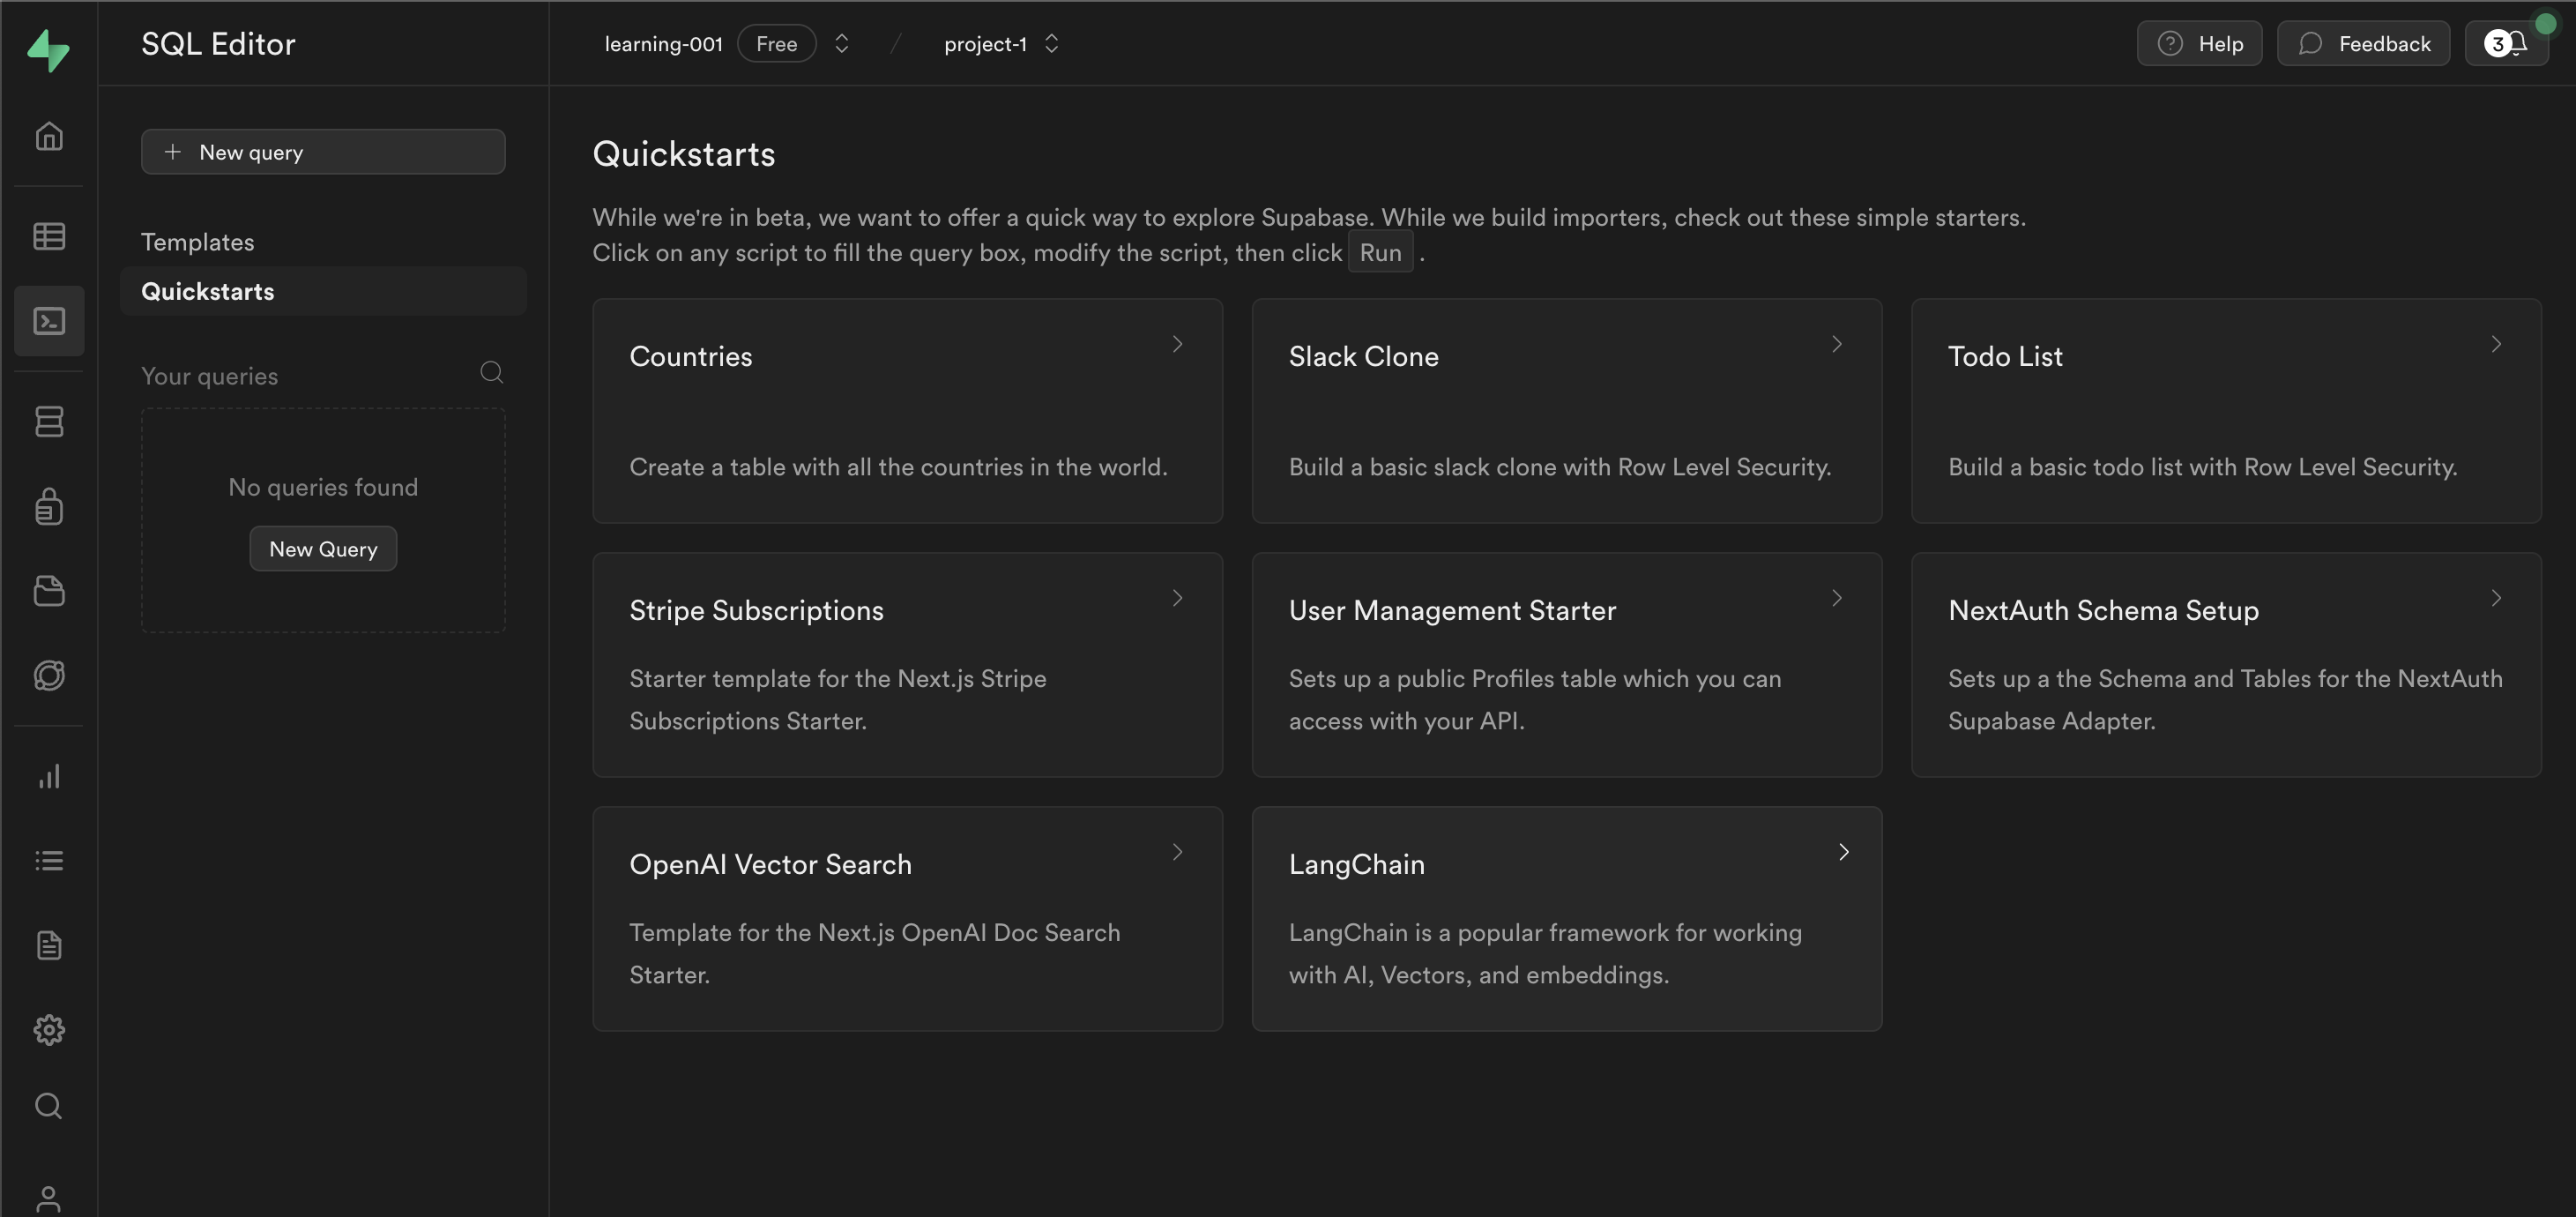 SQL Editor
learning-001 Free / project-1
Help
Feedback
3
New query
Templates
Quickstarts
Your queries
No queries found
New Query
Quickstarts
While we're in beta, we want to offer a quick way to explore Supabase. While we build importers, check out these simple starters.
Click on any script to fill the query box, modify the script, then click Run .
Countries
Create a table with all the countries in the world.
Slack Clone
Build a basic slack clone with Row Level Security.
Todo List
Build a basic todo list with Row Level Security.
Stripe Subscriptions
Starter template for the Next.js Stripe
Subscriptions Starter.
User Management Starter
Sets up a public Profiles table which you can
access with your API.
NextAuth Schema Setup
Sets up a the Schema and Tables for the NextAuth
Supabase Adapter.
OpenAI Vector Search
Template for the Next.js OpenAI Doc Search
Starter.
LangChain
LangChain is a popular framework for working
with AI, Vectors, and embeddings.